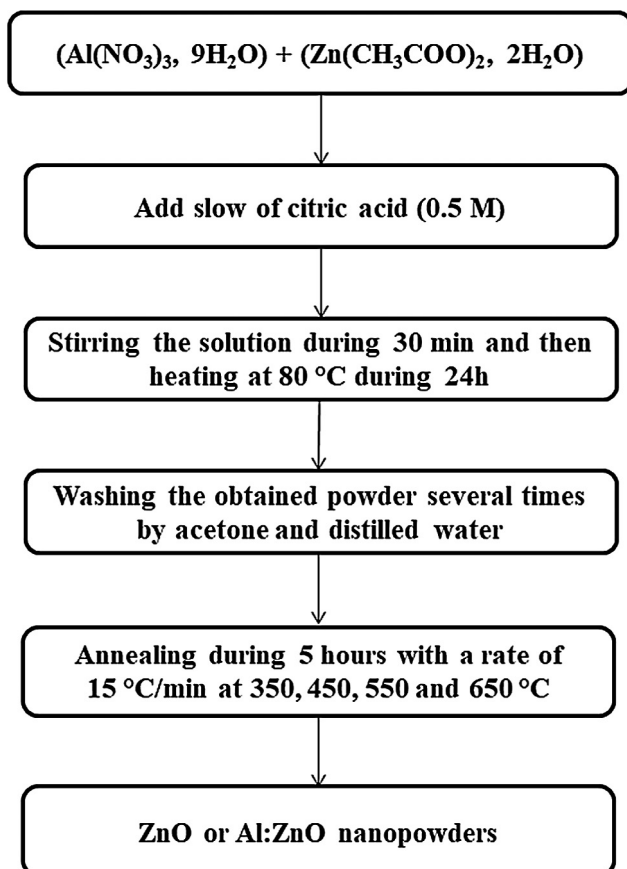 (Al(NO₃)₃, 9H₂O) + (Zn(CH₃COO)₂, 2H₂O)
Add slow of citric acid (0.5 M)
Stirring the solution during 30 min and then
heating at 80 °C during 24h
Washing the obtained powder several times
by acetone and distilled water
Annealing during 5 hours with a rate of
15 °C/min at 350, 450, 550 and 650 °C
ZnO or Al:ZnO nanopowders